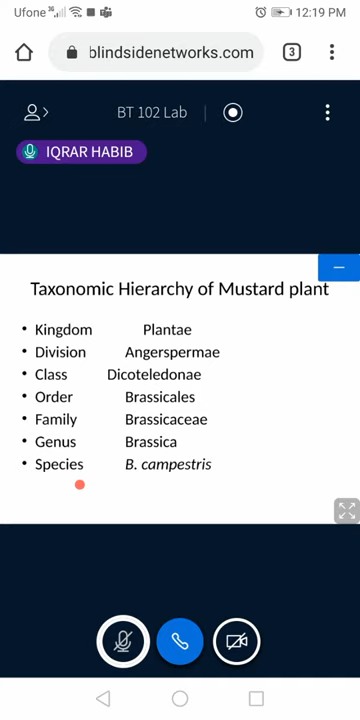 Ufone 3G 12:19 PM
blindsidenetworks.com 3
BT 102 Lab
IQRAR HABIB
Taxonomic Hierarchy of Mustard plant
• Kingdom Plantae
• Division Angerspermae
• Class Dicoteledonae
• Order Brassicales
• Family Brassicaceae
• Genus Brassica
• Species B. campestris